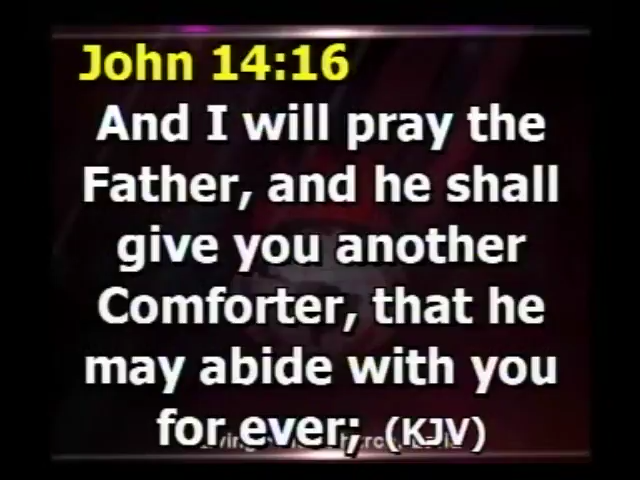 John 14:16
And I will pray the
Father, and he shall
give you another
Comforter, that he
may abide with you
for ever; (KJV)